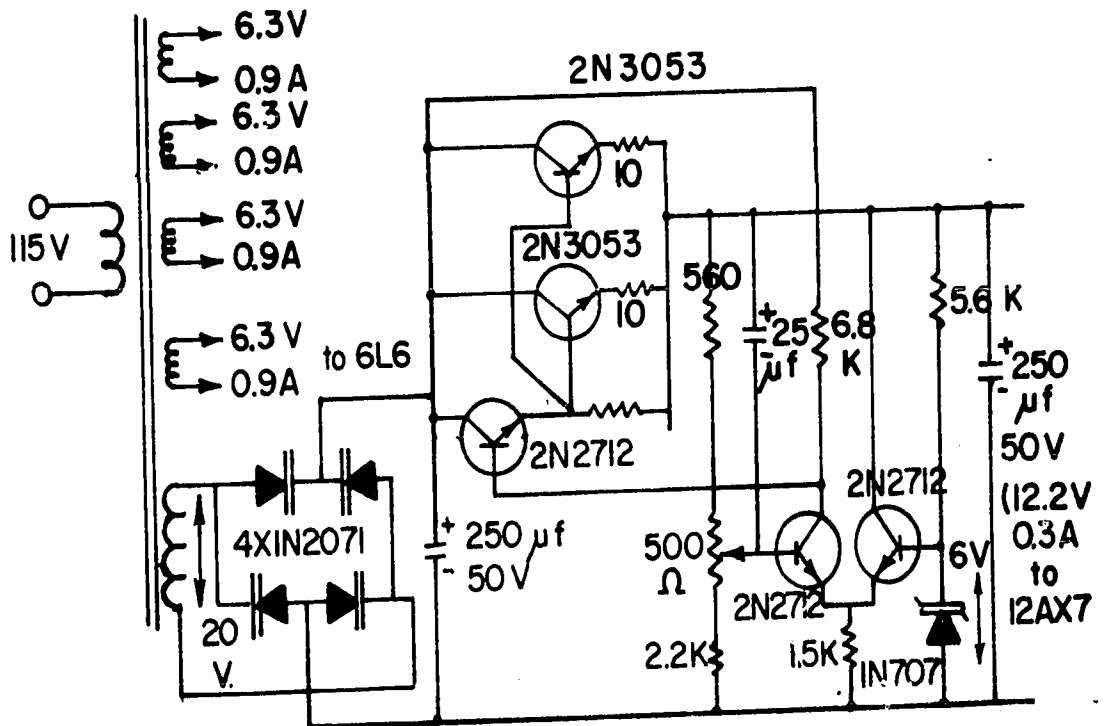 6.3V
0.9A
6.3V
0.9A
6.3V
0.9A
6.3V
0.9A
115V
2N3053
10
2N3053
10
560
+
25
-
μf
6.8
K
5.6 K
+
250
-
μf
50V
to 6L6
2N2712
2N2712
4X1N2071
+
250 μf
-
50V
500
Ω
2N2712
6V
(12.2V
0.3A
to
12AX7
20
V.
2.2K
1.5K
1N707